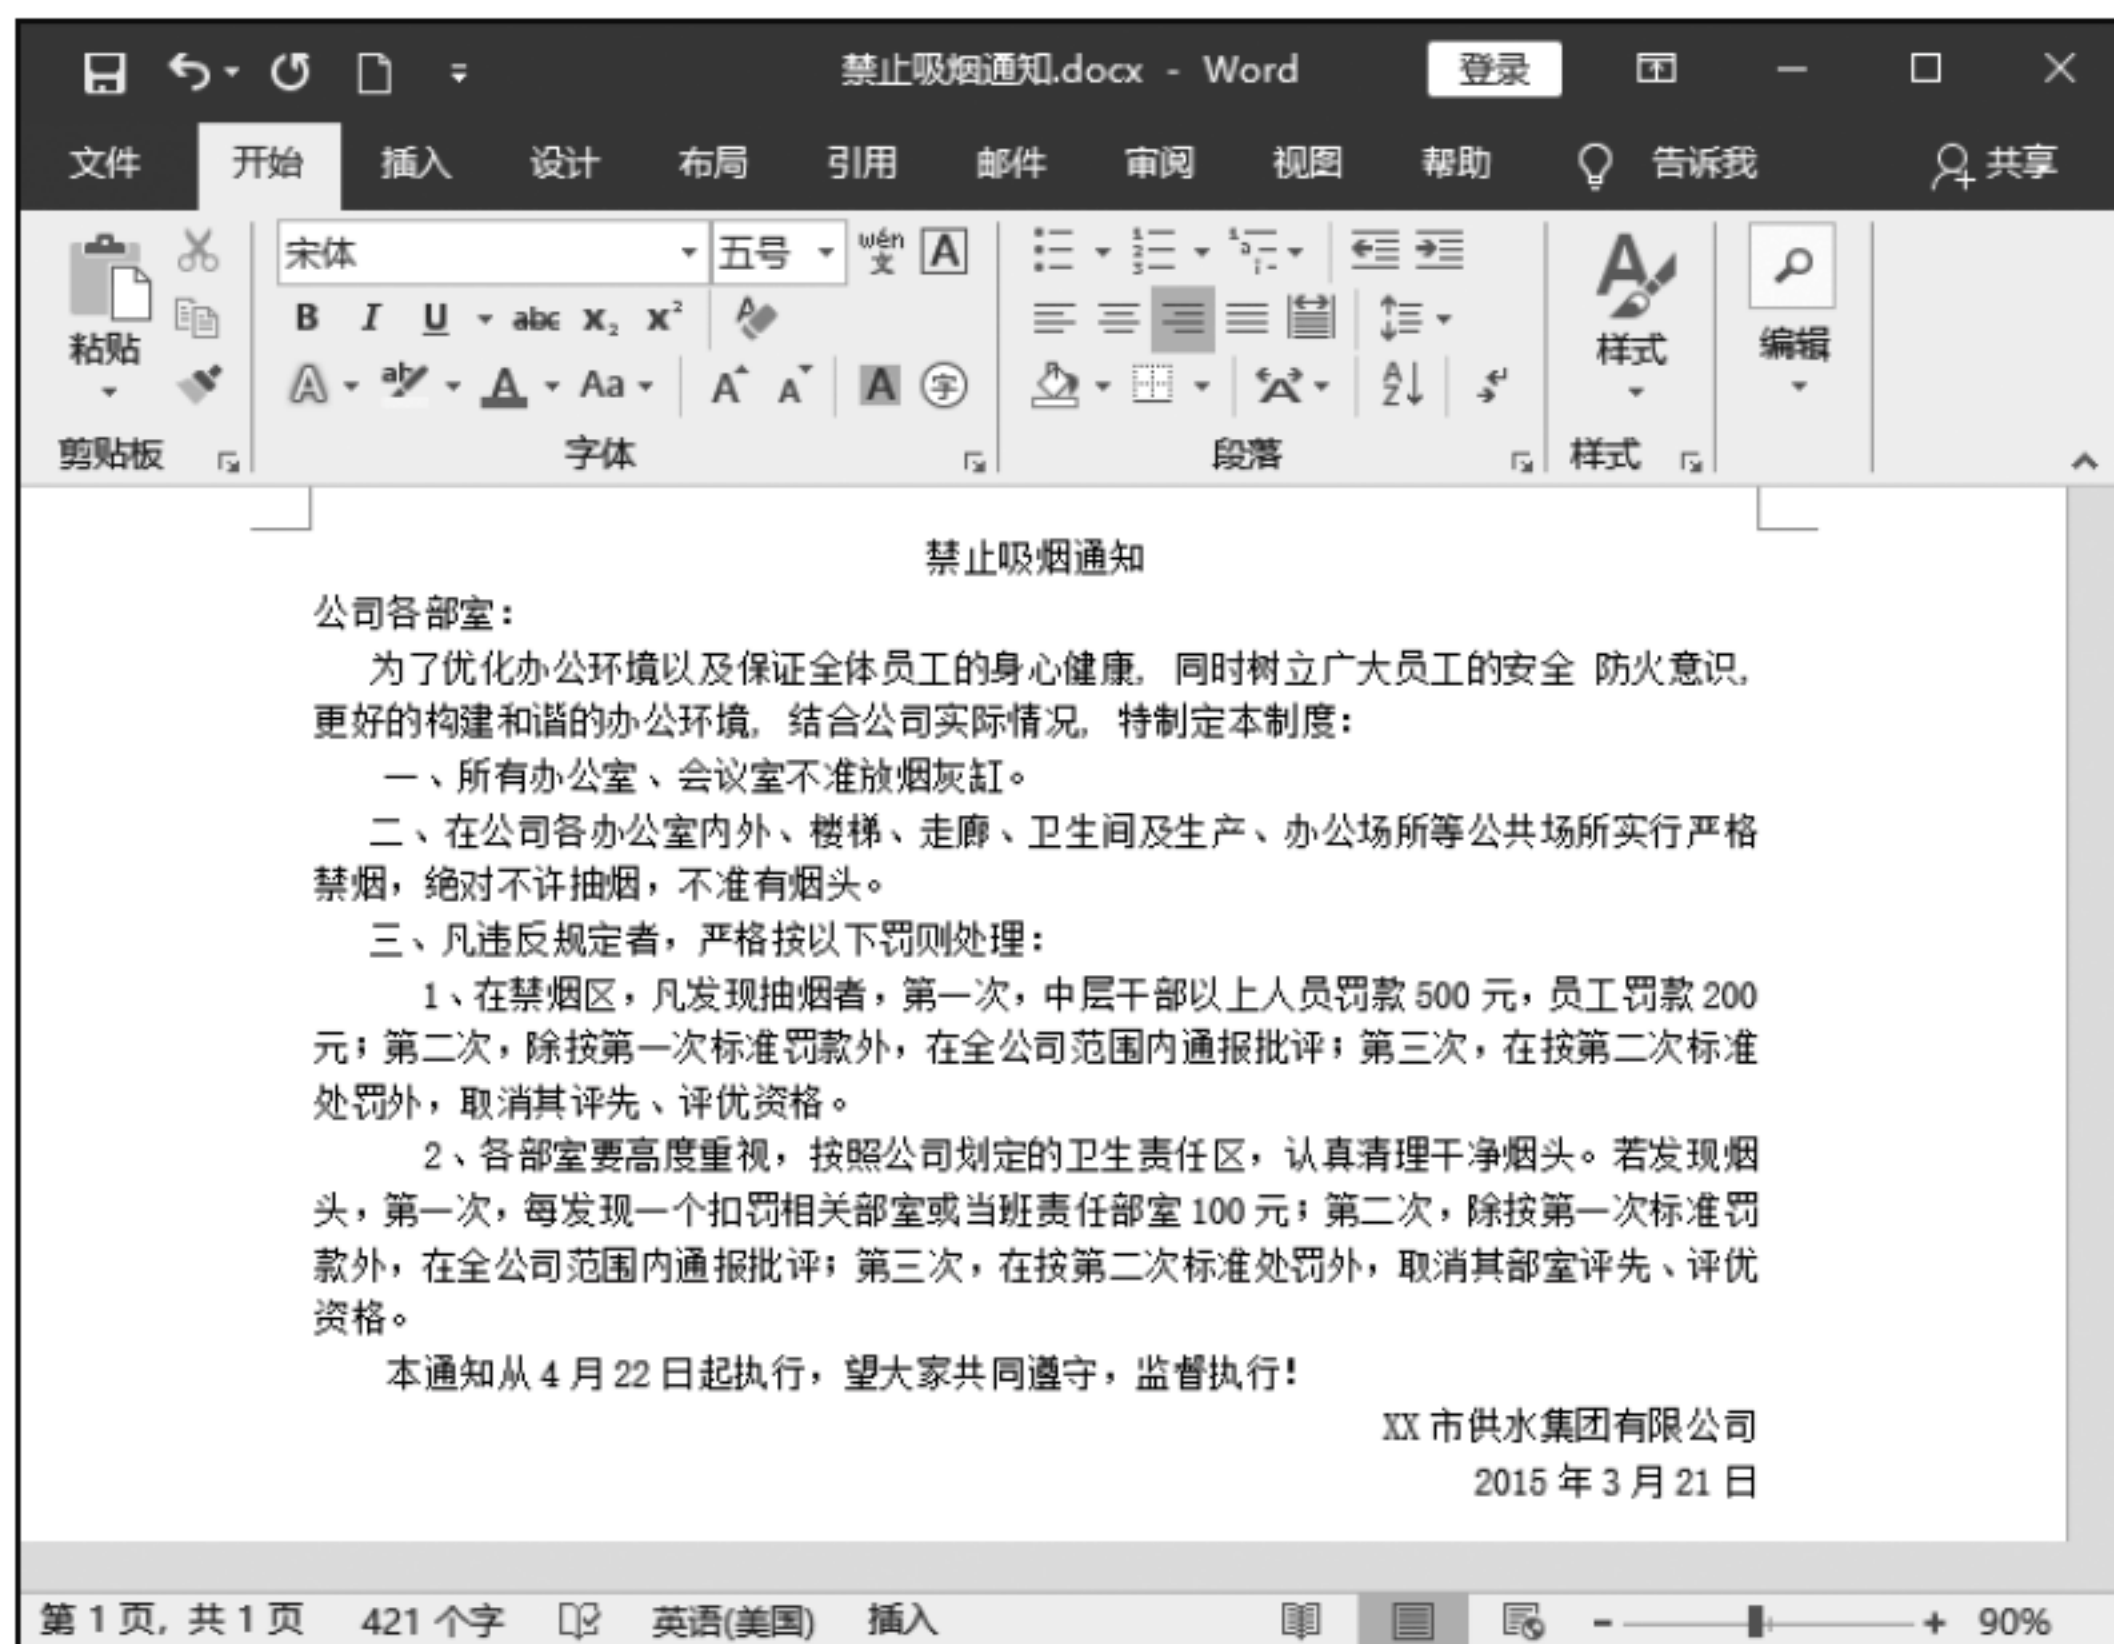 禁止吸烟通知.docx - Word 登录
文件 开始 插入 设计 布局 引用 邮件 审阅 视图 帮助 告诉我 共享
宋体 五号 wén 文 A
粘贴 B I U abc x₂ x² 样式 编辑
A aby A Aa A A A 字 A Z
剪贴板 字体 段落 样式
禁止吸烟通知
公司各部室：
为了优化办公环境以及保证全体员工的身心健康, 同时树立广大员工的安全 防火意识,
更好的构建和谐的办公环境, 结合公司实际情况, 特制定本制度：
一、所有办公室、会议室不准放烟灰缸。
二、在公司各办公室内外、楼梯、走廊、卫生间及生产、办公场所等公共场所实行严格
禁烟，绝对不许抽烟，不准有烟头。
三、凡违反规定者，严格按以下罚则处理：
1、在禁烟区，凡发现抽烟者，第一次，中层干部以上人员罚款 500 元，员工罚款 200
元；第二次，除按第一次标准罚款外，在全公司范围内通报批评；第三次，在按第二次标准
处罚外，取消其评先、评优资格。
2、各部室要高度重视，按照公司划定的卫生责任区，认真清理干净烟头。若发现烟
头，第一次，每发现一个扣罚相关部室或当班责任部室 100 元；第二次，除按第一次标准罚
款外，在全公司范围内通报批评；第三次，在按第二次标准处罚外，取消其部室评先、评优
资格。
本通知从 4 月 22 日起执行，望大家共同遵守，监督执行！
XX 市供水集团有限公司
2015 年 3 月 21 日
第 1 页, 共 1 页 421 个字 英语(美国) 插入 - + 90%